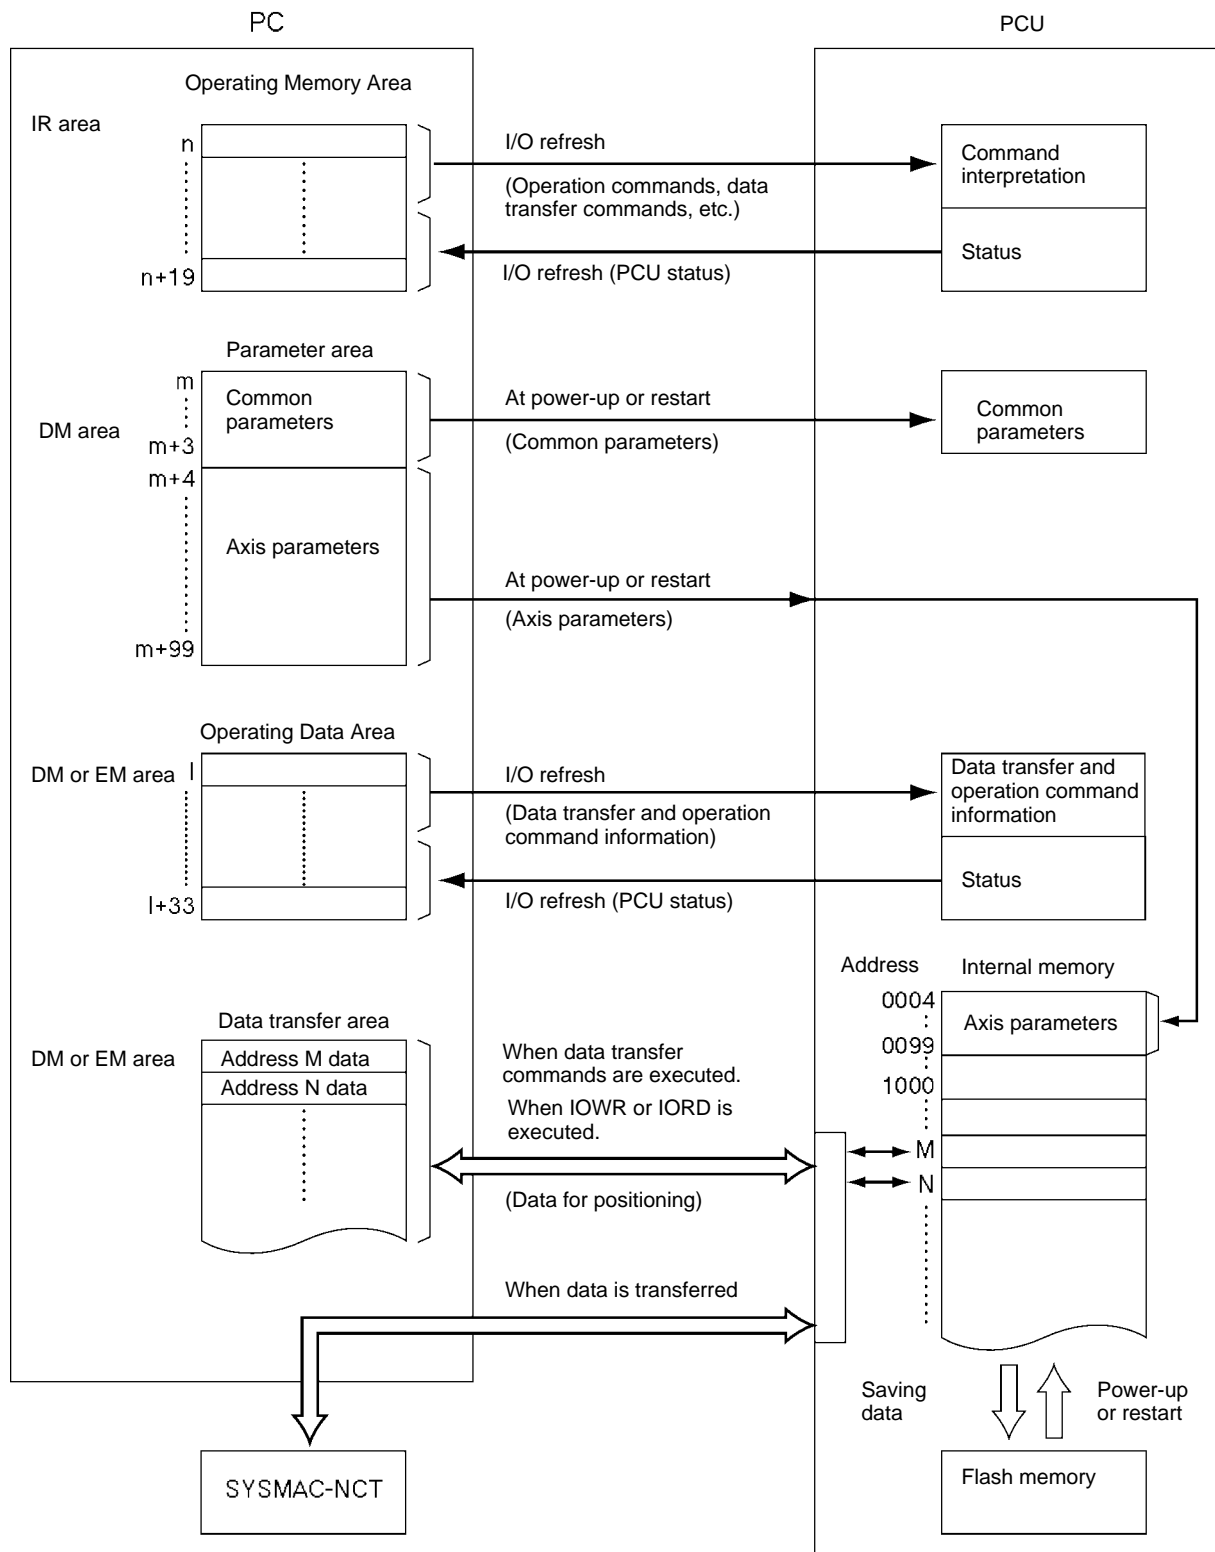 PC
PCU
Operating Memory Area
IR area
n
n+19
I/O refresh
(Operation commands, data
transfer commands, etc.)
I/O refresh (PCU status)
Command
interpretation
Status
Parameter area
DM area
m
m+3
m+4
m+99
Common
parameters
Axis parameters
At power-up or restart
(Common parameters)
Common
parameters
At power-up or restart
(Axis parameters)
Operating Data Area
DM or EM area
l
l+33
I/O refresh
(Data transfer and operation
command information)
I/O refresh (PCU status)
Data transfer and
operation command
information
Status
Address
Internal memory
0004
0099
1000
M
N
Axis parameters
Data transfer area
DM or EM area
Address M data
Address N data
When data transfer
commands are executed.
When IOWR or IORD is
executed.
(Data for positioning)
When data is transferred
Saving
data
Power-up
or restart
SYSMAC-NCT
Flash memory